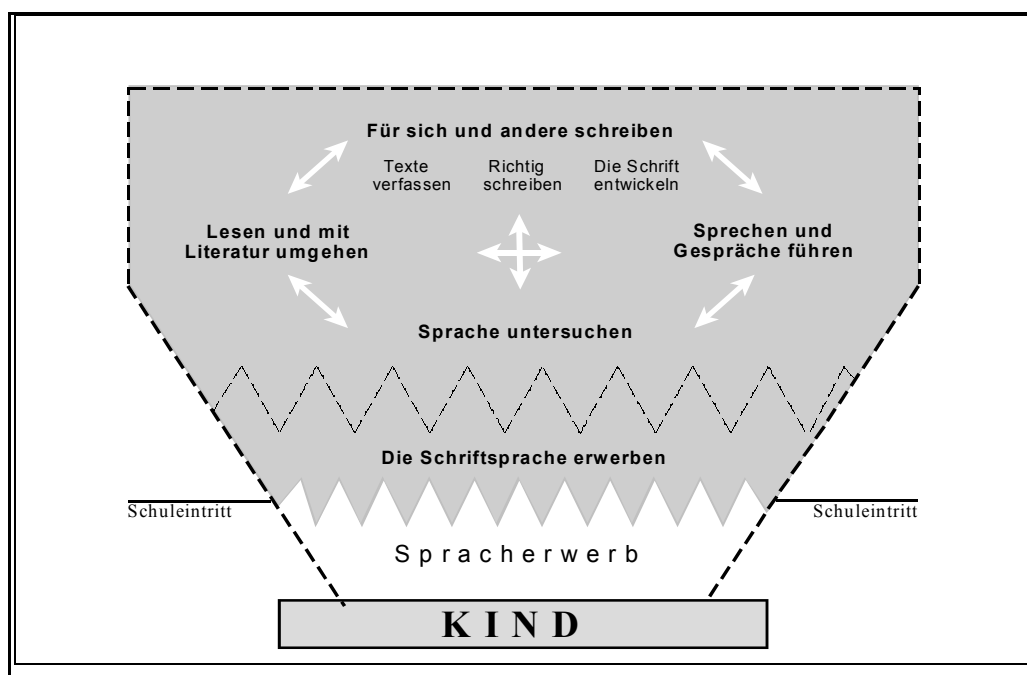 Für sich und andere schreiben
Texte verfassen
Richtig schreiben
Die Schrift entwickeln
Lesen und mit
Literatur umgehen
Sprechen und
Gespräche führen
Sprache untersuchen
Die Schriftsprache erwerben
Schuleintritt
Schuleintritt
Spracherwerb
KIND